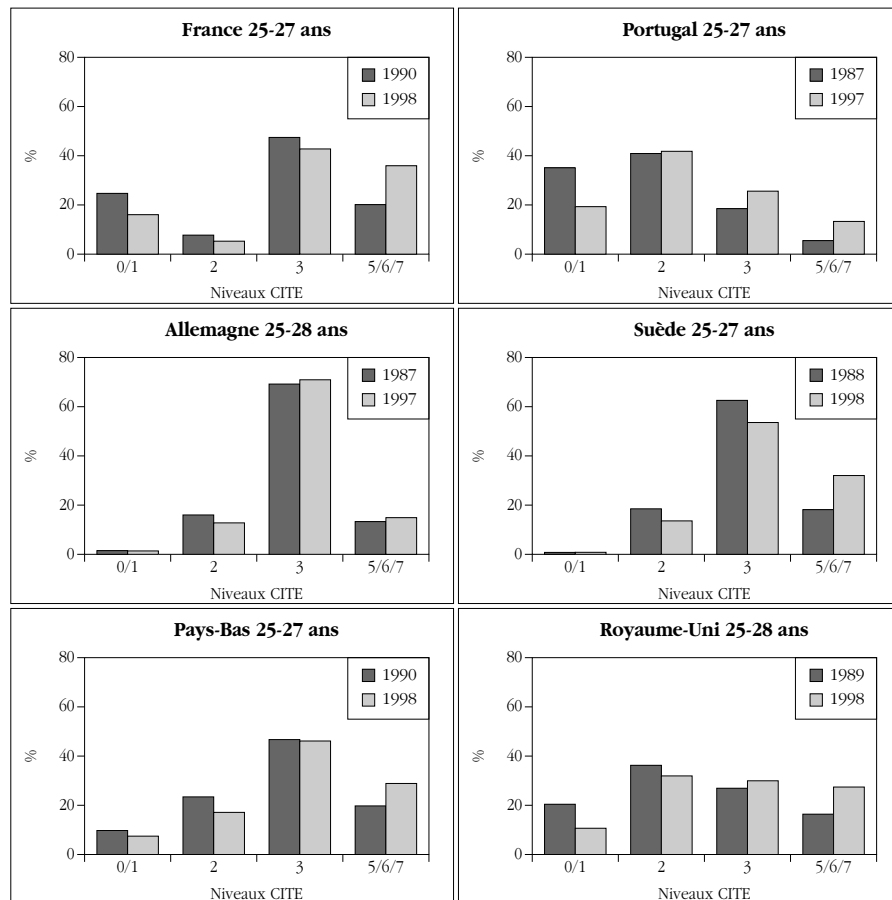 France 25-27 ans
80
60
40
20
0
%
1990
1998
0/1 2 3 5/6/7
Niveaux CITE
Portugal 25-27 ans
80
60
40
20
0
%
1987
1997
0/1 2 3 5/6/7
Niveaux CITE
Allemagne 25-28 ans
80
60
40
20
0
%
1987
1997
0/1 2 3 5/6/7
Niveaux CITE
Suède 25-27 ans
80
60
40
20
0
%
1988
1998
0/1 2 3 5/6/7
Niveaux CITE
Pays-Bas 25-27 ans
80
60
40
20
0
%
1990
1998
0/1 2 3 5/6/7
Niveaux CITE
Royaume-Uni 25-28 ans
80
60
40
20
0
%
1989
1998
0/1 2 3 5/6/7
Niveaux CITE